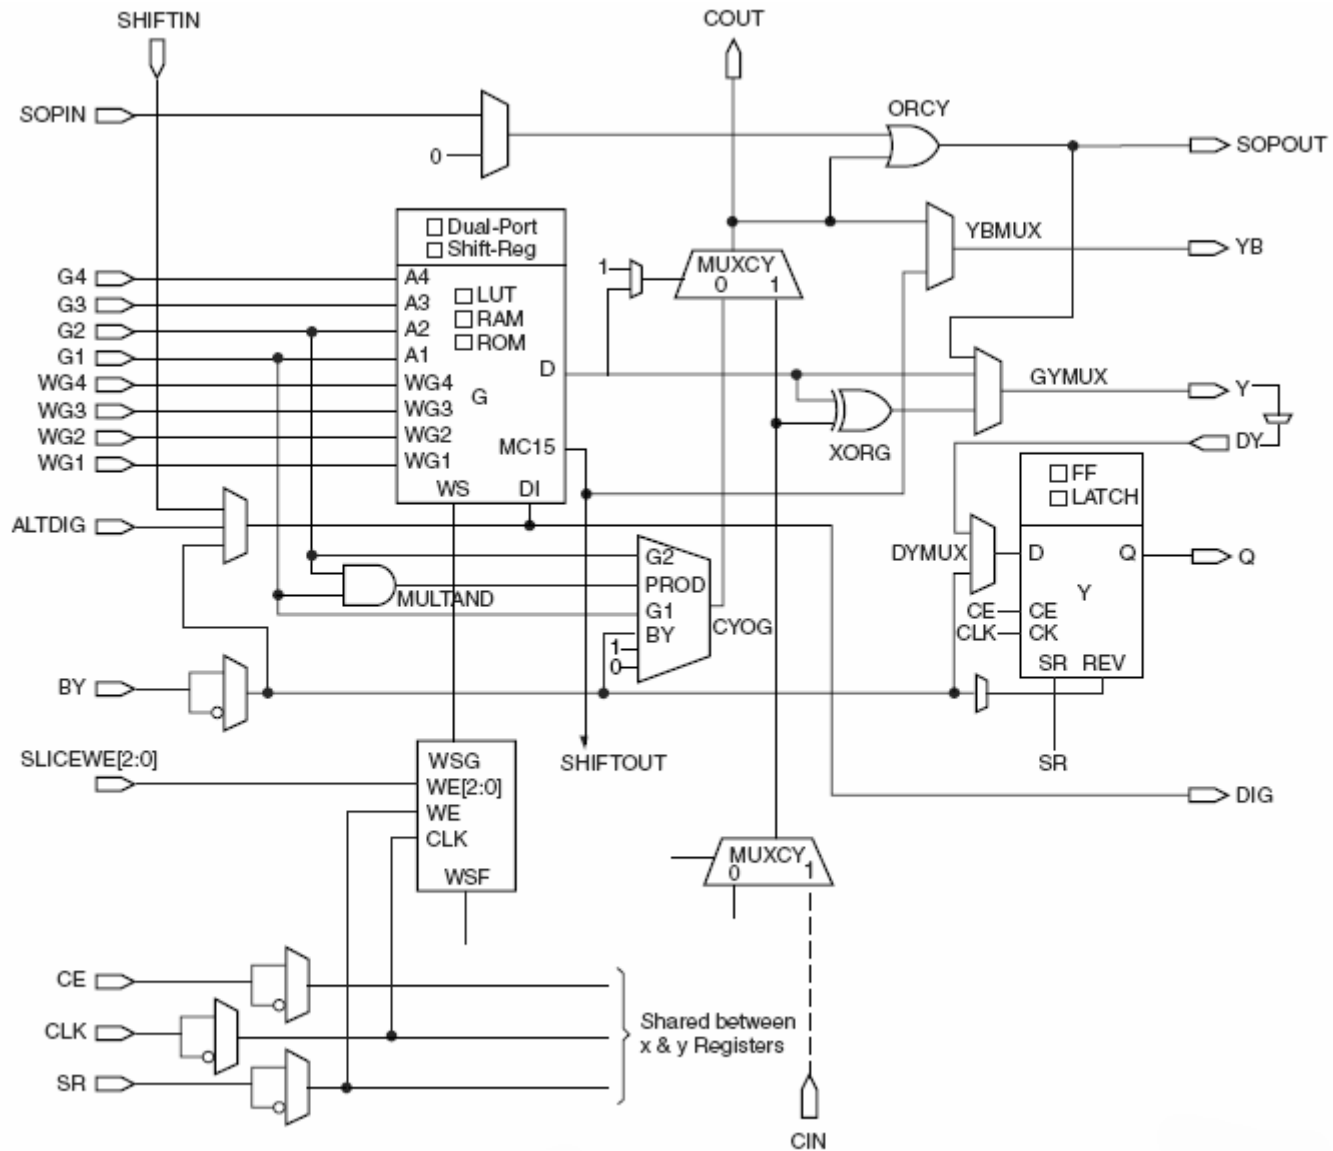 SHIFTIN
COUT
SOPIN
ORCY
0
SOPOUT
Dual-Port
Shift-Reg
YBMUX
YB
G4
A4
1
MUXCY
0 1
G3
A3
LUT
G2
A2
RAM
G1
A1
ROM
WG4
WG4
D
G
GYMUX
Y
WG3
WG3
WG2
WG2
MC15
XORG
DY
WG1
WG1
WS
DI
FF
LATCH
ALTDIG
G2
DYMUX
D
Q
Q
PROD
MULTAND
Y
G1
CE
CE
BY
CYOG
CLK
CK
1
0
SR REV
BY
SLICEWE[2:0]
WSG
SHIFTOUT
SR
WE[2:0]
DIG
WE
CLK
MUXCY
0 1
WSF
CE
CLK
Shared between
x & y Registers
SR
CIN